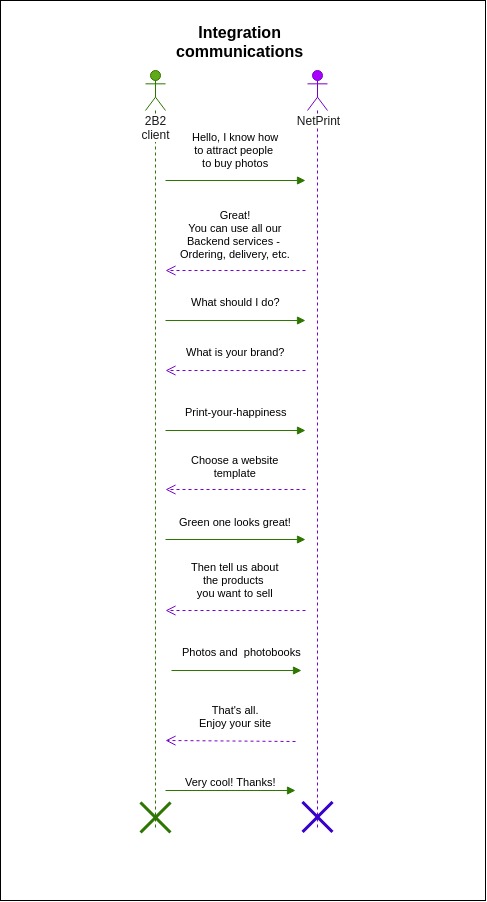 Integration
communications
2B2
client
NetPrint
Hello, I know how
to attract people
to buy photos
Great!
You can use all our
Backend services -
Ordering, delivery, etc.
What should I do?
What is your brand?
Print-your-happiness
Choose a website
template
Green one looks great!
Then tell us about
the products
you want to sell
Photos and  photobooks
That's all.
Enjoy your site
Very cool! Thanks!